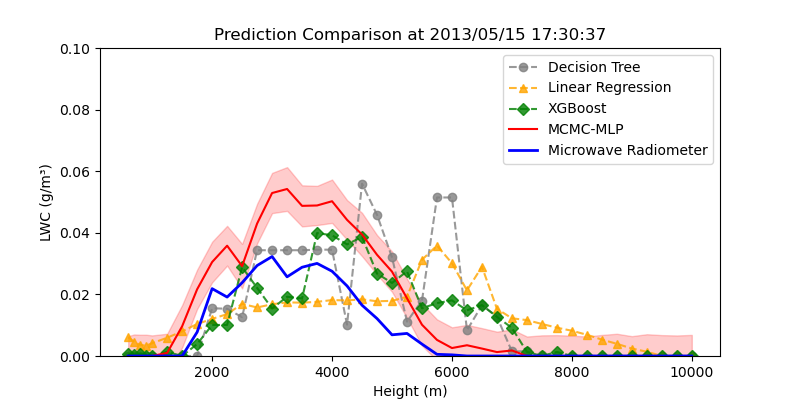 Prediction Comparison at 2013/05/15 17:30:37
0.10
0.08
0.06
0.04
0.02
0.00
LWC (g/m³)
Decision Tree
Linear Regression
XGBoost
MCMC-MLP
Microwave Radiometer
2000 4000 6000 8000 10000
Height (m)